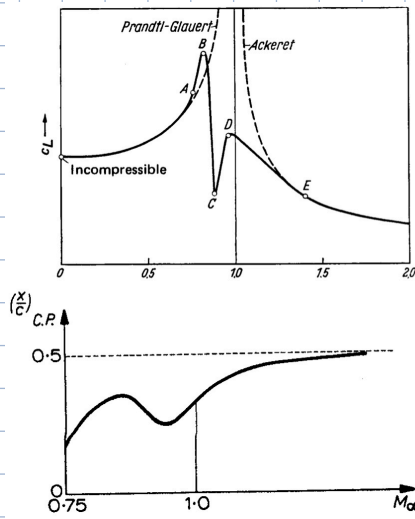 Prandtl-Glauert
Ackeret
B
A
D
C
E
c_L
Incompressible
0 0,5 1,0 1,5 2,0
(x/c) C.P.
0.5
0
0.75 1.0